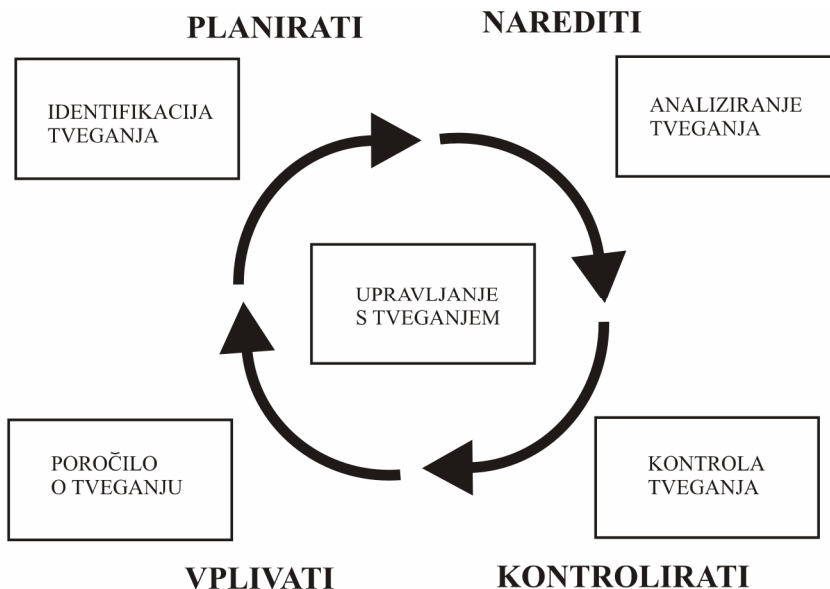 PLANIRATI
NAREDITI
IDENTIFIKACIJA
TVEGANJA
ANALIZIRANJE
TVEGANJA
UPRAVLJANJE
S TVEGANJEM
POROČILO
O TVEGANJU
KONTROLA
TVEGANJA
VPLIVATI
KONTROLIRATI